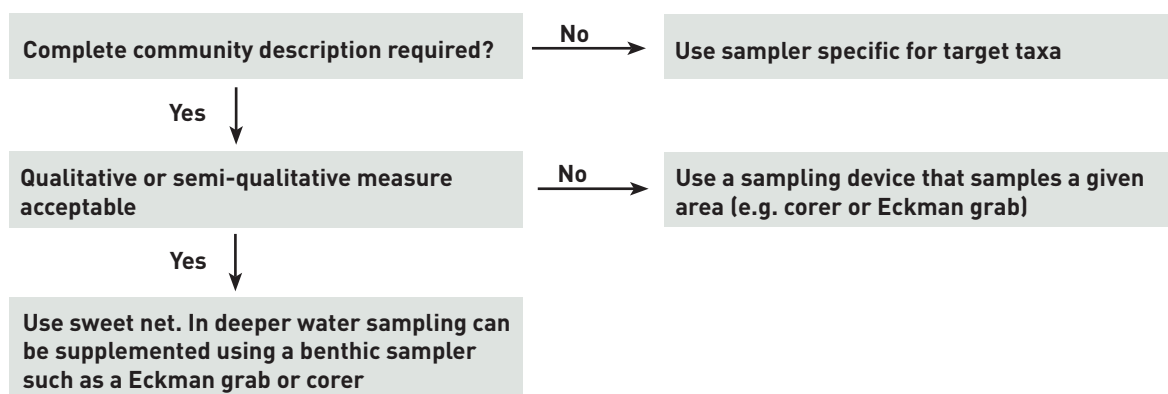 Complete community description required?
No
Use sampler specific for target taxa
Yes
Qualitative or semi-qualitative measure
acceptable
No
Use a sampling device that samples a given
area (e.g. corer or Eckman grab)
Yes
Use sweet net. In deeper water sampling can
be supplemented using a benthic sampler
such as a Eckman grab or corer